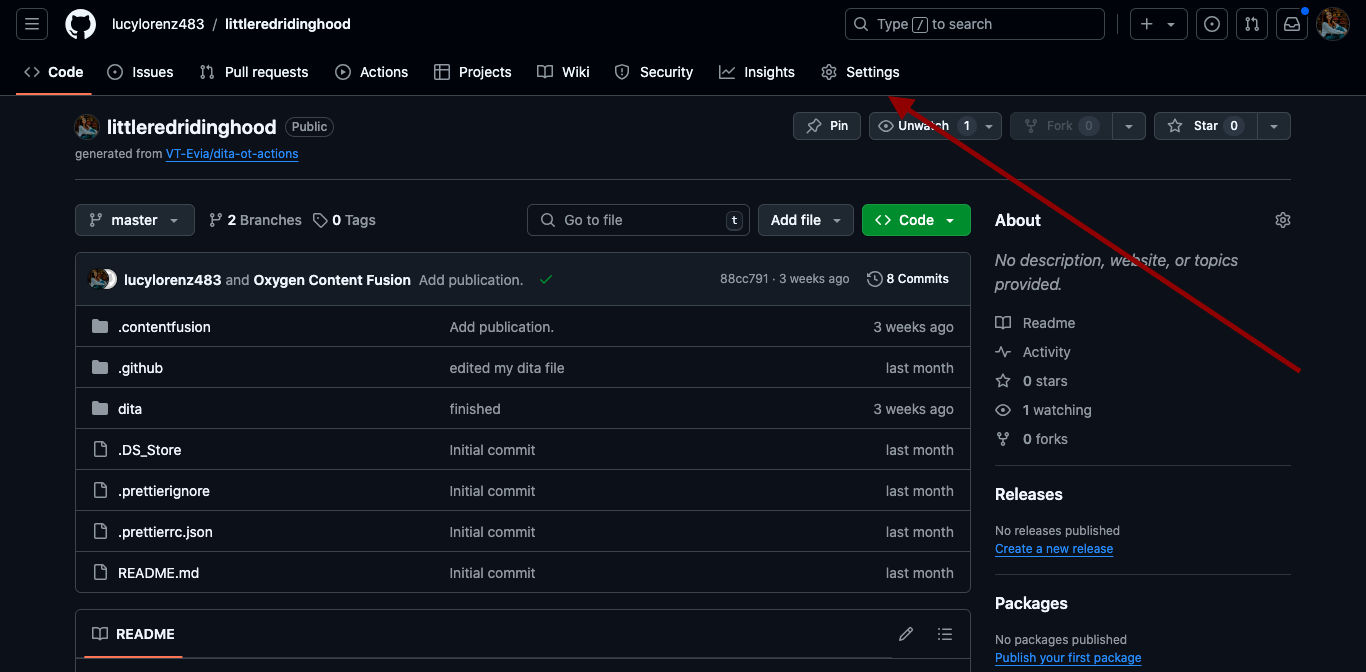 lucylorenz483 / littleredridinghood
Type / to search
Code Issues Pull requests Actions Projects Wiki Security Insights Settings
littleredridinghood Public
Pin Unwatch 1 Fork 0 Star 0
generated from VT-Evia/dita-ot-actions
master 2 Branches 0 Tags Go to file t Add file Code
lucylorenz483 and Oxygen Content Fusion Add publication. 88cc791 · 3 weeks ago 8 Commits
.contentfusion Add publication. 3 weeks ago
.github edited my dita file last month
dita finished 3 weeks ago
.DS_Store Initial commit last month
.prettierignore Initial commit last month
.prettierrc.json Initial commit last month
README.md Initial commit last month
README
About
No description, website, or topics
provided.
Readme
Activity
0 stars
1 watching
0 forks
Releases
No releases published
Create a new release
Packages
No packages published
Publish your first package